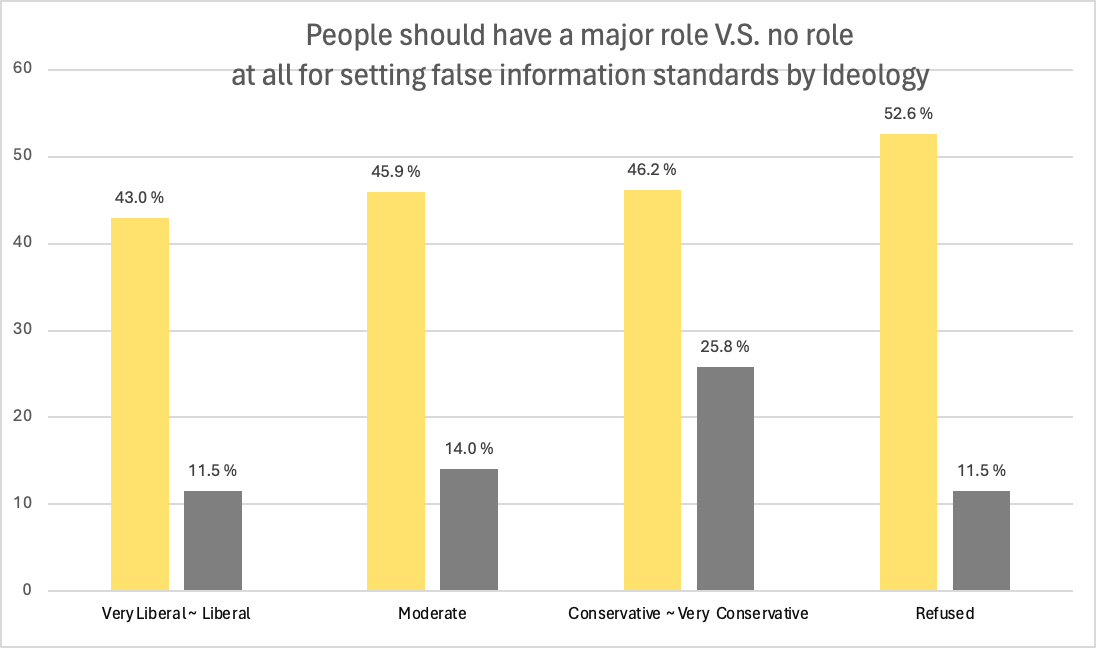 People should have a major role V.S. no role
at all for setting false information standards by Ideology
60
50
40
30
20
10
0
43.0 %
11.5 %
45.9 %
14.0 %
46.2 %
25.8 %
52.6 %
11.5 %
Very Liberal ~ Liberal
Moderate
Conservative ~ Very Conservative
Refused